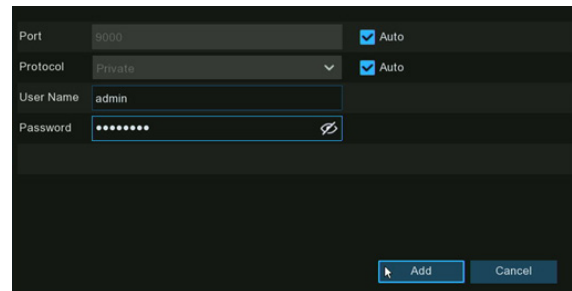 Port 9000 Auto
Protocol Private Auto
User Name admin
Password ••••••••
Add Cancel